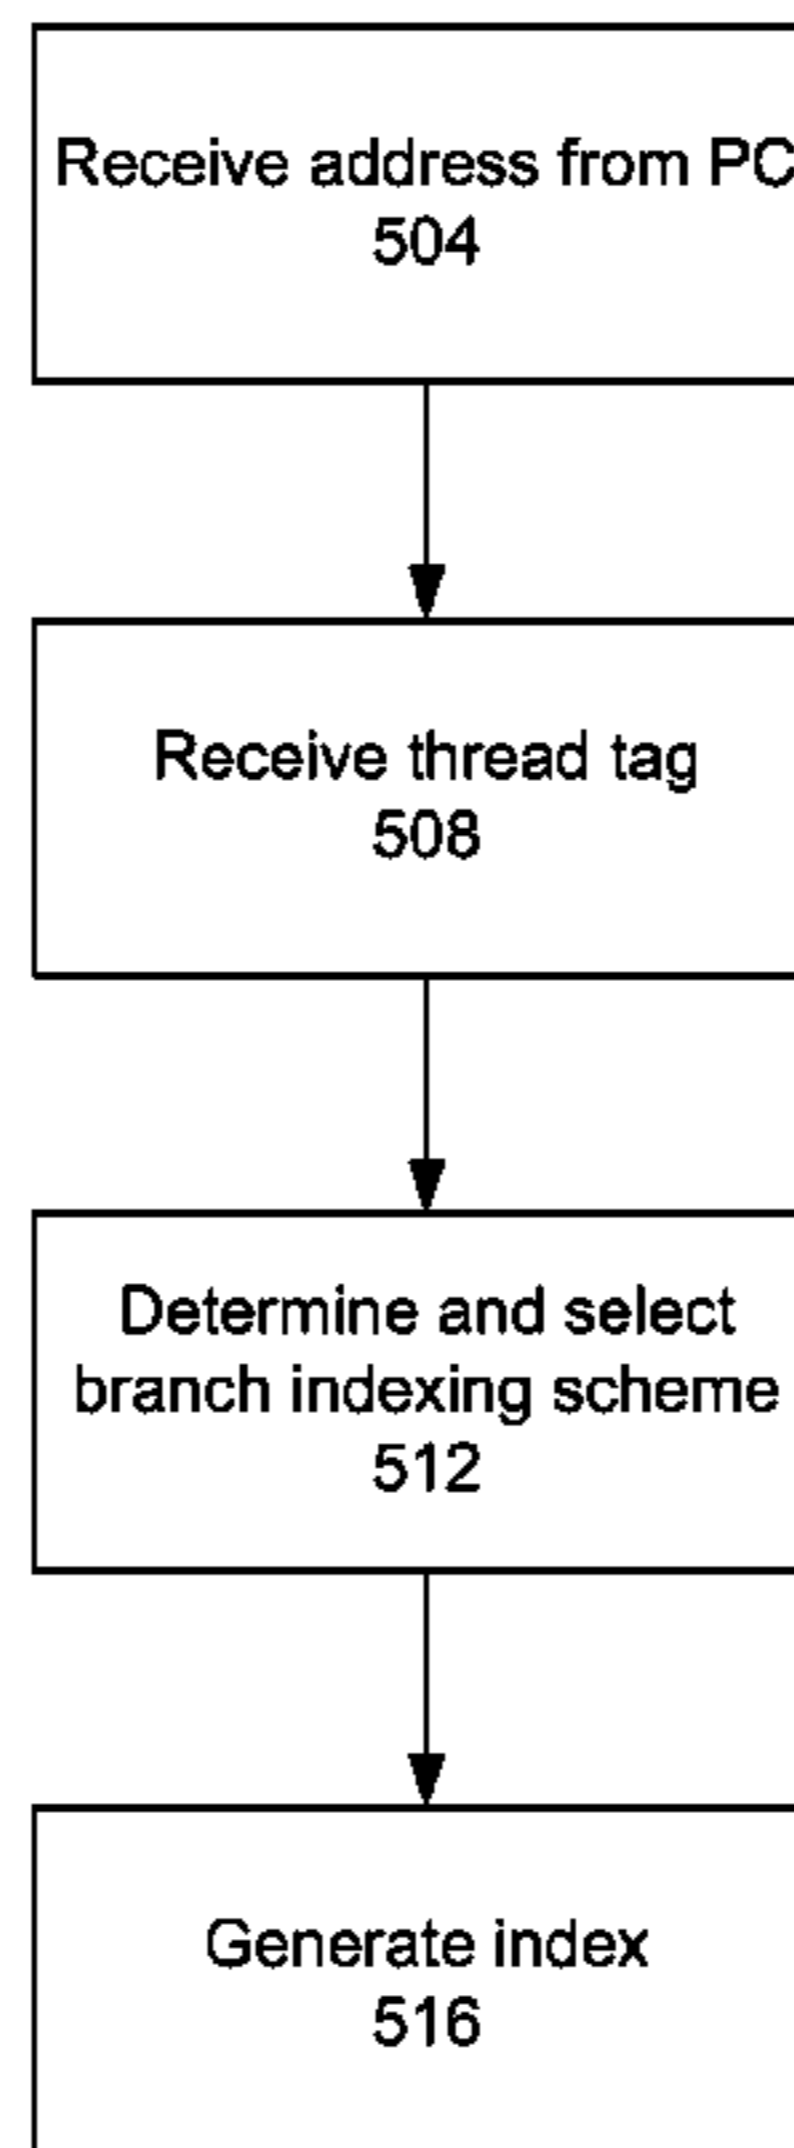 Receive address from PC
504
Receive thread tag
508
Determine and select
branch indexing scheme
512
Generate index
516